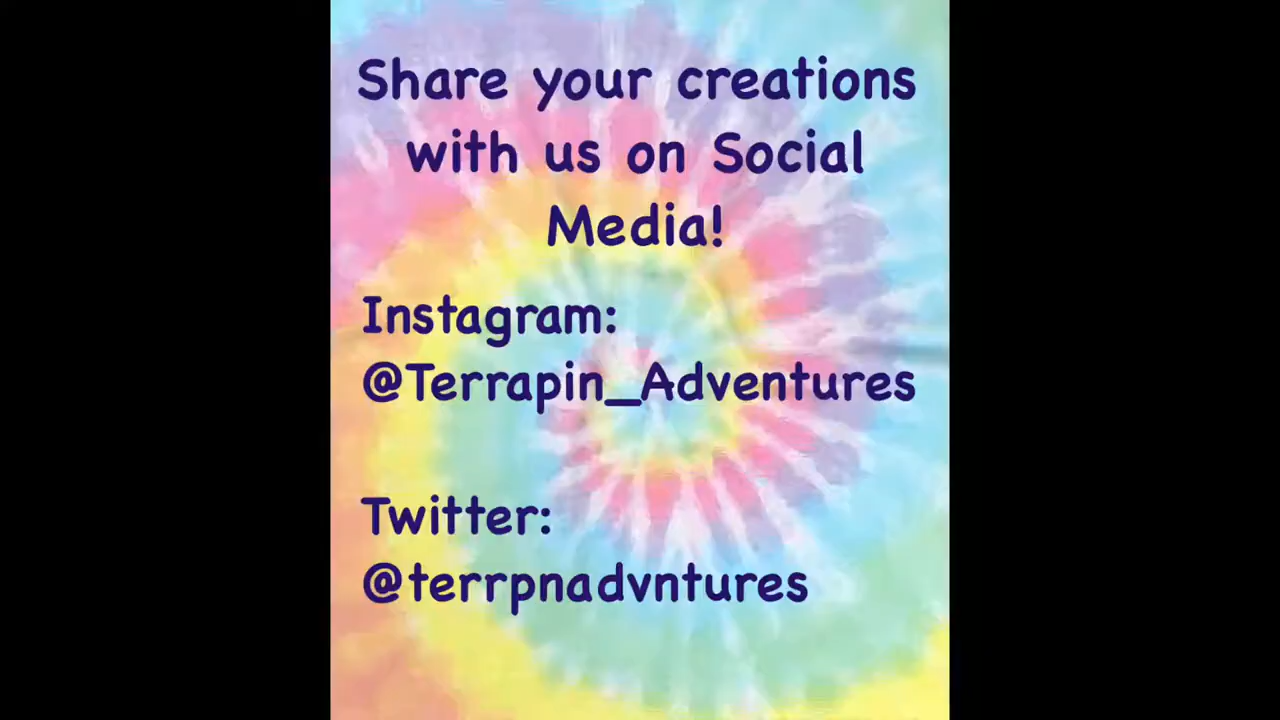 Share your creations
with us on Social
Media!
Instagram:
@Terrapin_Adventures
Twitter:
@terrpnadvntures